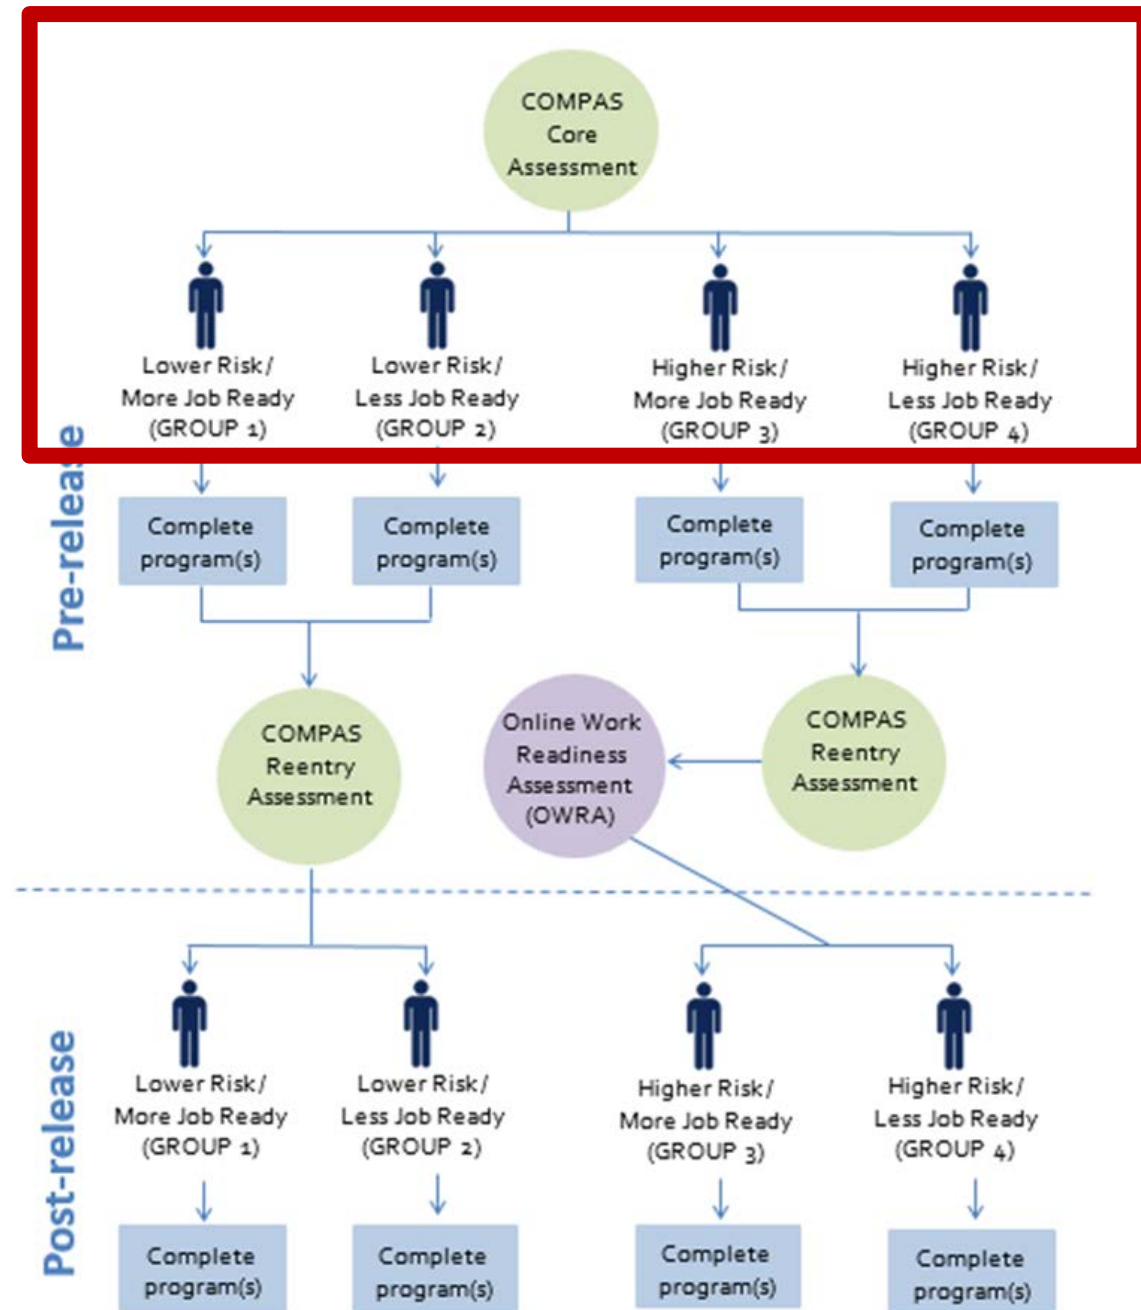 COMPAS
Core
Assessment
Lower Risk/
More Job Ready
(GROUP 1)
Lower Risk/
Less Job Ready
(GROUP 2)
Higher Risk/
More Job Ready
(GROUP 3)
Higher Risk/
Less Job Ready
(GROUP 4)
Pre-release
Complete
program(s)
Complete
program(s)
Complete
program(s)
Complete
program(s)
COMPAS
Reentry
Assessment
Online Work
Readiness
Assessment
(OWRA)
COMPAS
Reentry
Assessment
Post-release
Lower Risk/
More Job Ready
(GROUP 1)
Lower Risk/
Less Job Ready
(GROUP 2)
Higher Risk/
More Job Ready
(GROUP 3)
Higher Risk/
Less Job Ready
(GROUP 4)
Complete
program(s)
Complete
program(s)
Complete
program(s)
Complete
program(s)